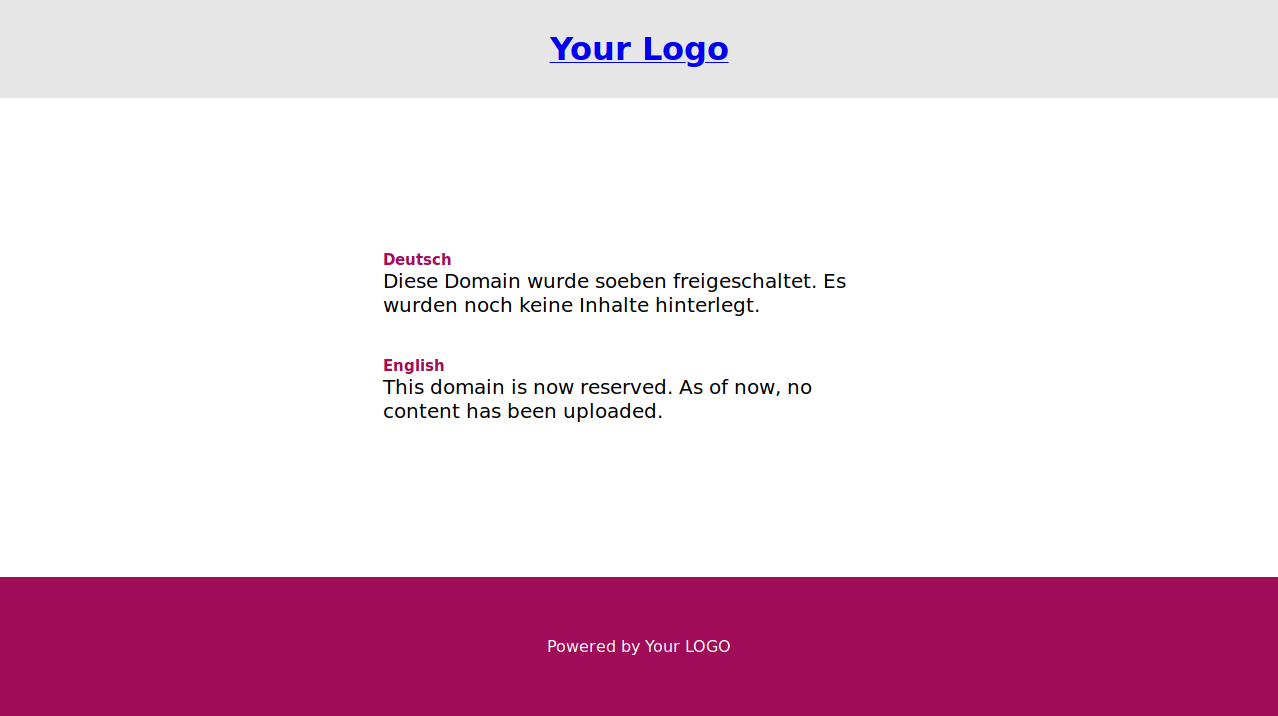 Your Logo
Deutsch
Diese Domain wurde soeben freigeschaltet. Es
wurden noch keine Inhalte hinterlegt.
English
This domain is now reserved. As of now, no
content has been uploaded.
Powered by Your LOGO